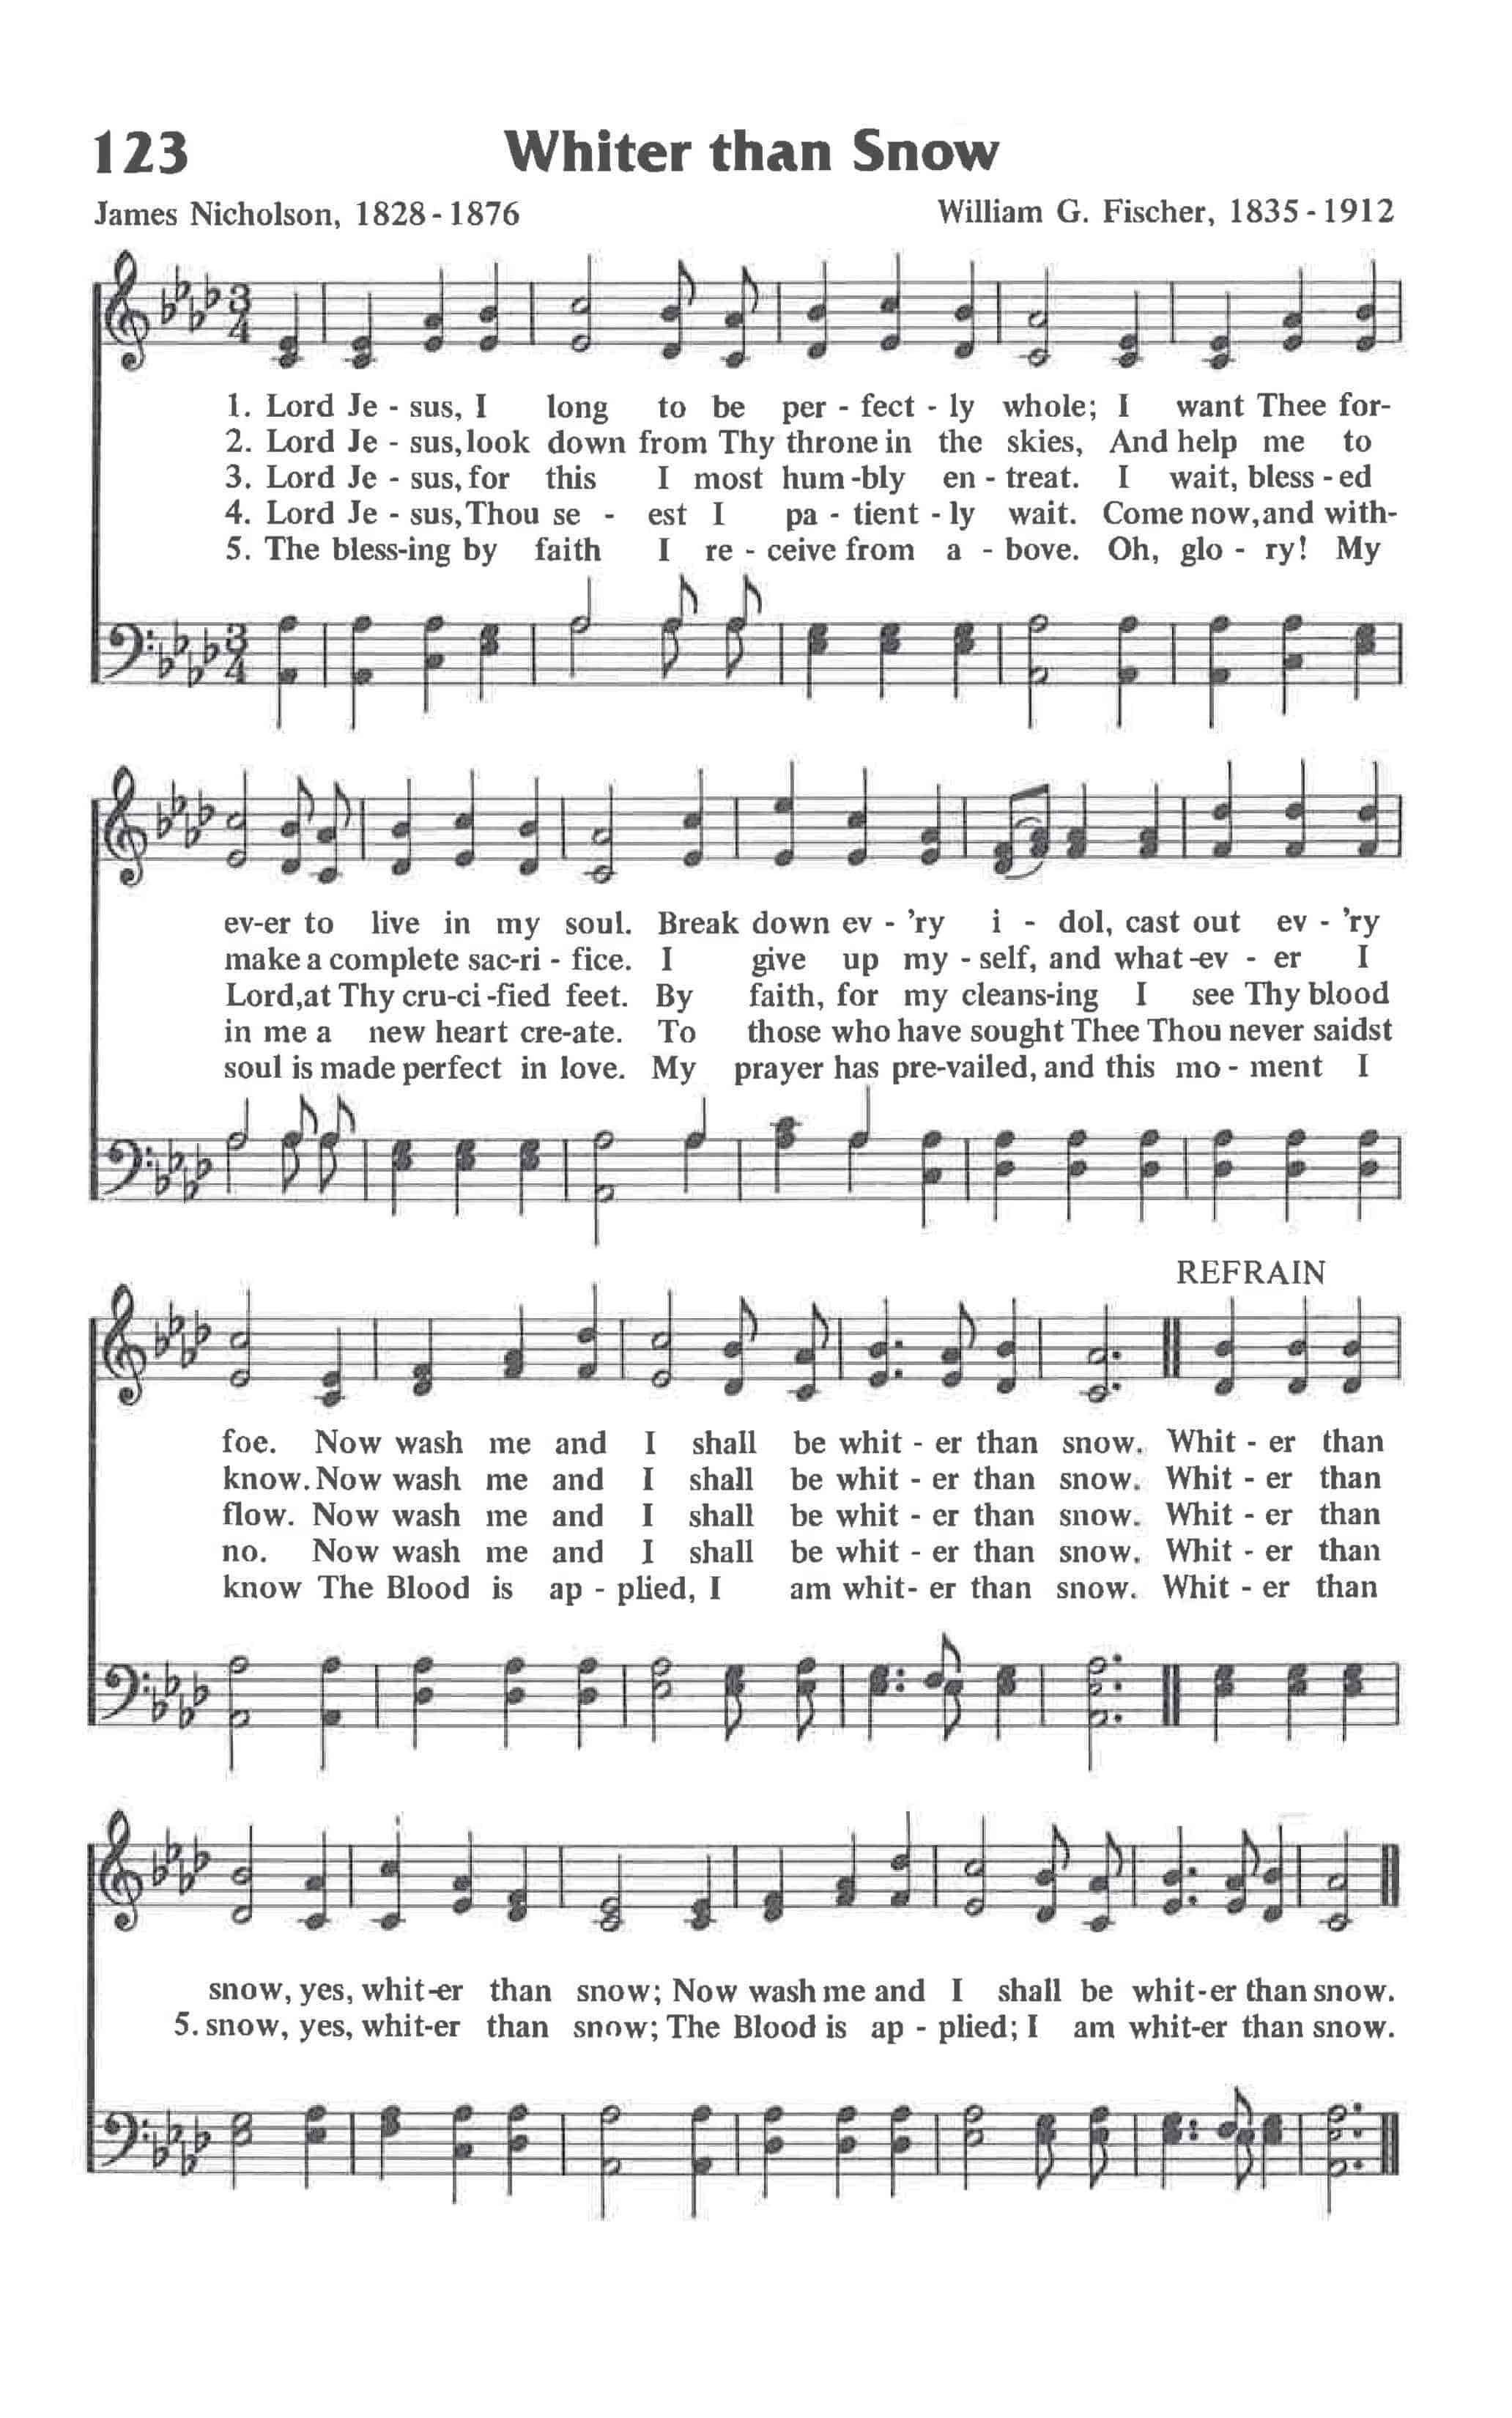 123 Whiter than Snow
James Nicholson, 1828-1876 William G. Fischer, 1835-1912
1. Lord Je - sus, I long to be per - fect - ly whole; I want Thee for-
2. Lord Je - sus, look down from Thy throne in the skies, And help me to
3. Lord Je - sus, for this I most hum - bly en - treat. I wait, bless - ed
4. Lord Je - sus, Thou se - est I pa - tient - ly wait. Come now, and with-
5. The bless-ing by faith I re - ceive from a - bove. Oh, glo - ry! My
ev-er to live in my soul. Break down ev - 'ry i - dol, cast out ev - 'ry
make a complete sac-ri - fice. I give up my - self, and what-ev - er I
Lord, at Thy cru-ci-fied feet. By faith, for my cleans-ing I see Thy blood
in me a new heart cre-ate. To those who have sought Thee Thou never saidst
soul is made perfect in love. My prayer has pre-vailed, and this mo - ment I
REFRAIN
foe. Now wash me and I shall be whit - er than snow. Whit - er than
know. Now wash me and I shall be whit - er than snow. Whit - er than
flow. Now wash me and I shall be whit - er than snow. Whit - er than
no. Now wash me and I shall be whit - er than snow. Whit - er than
know The Blood is ap - plied, I am whit- er than snow. Whit - er than
snow, yes, whit-er than snow; Now wash me and I shall be whit-er than snow.
5. snow, yes, whit-er than snow; The Blood is ap - plied; I am whit-er than snow.